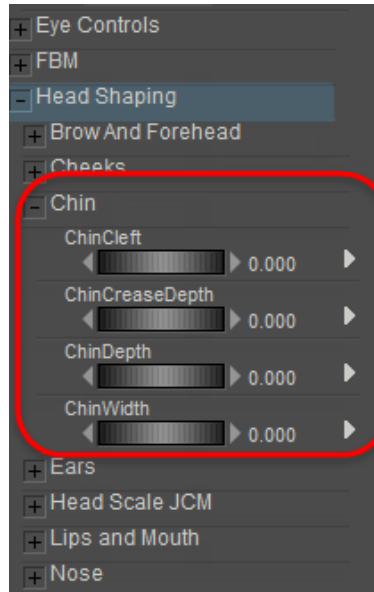 Eye Controls
FBM
Head Shaping
Brow And Forehead
Cheeks
Chin
ChinCleft
0.000
ChinCreaseDepth
0.000
ChinDepth
0.000
ChinWidth
0.000
Ears
Head Scale JCM
Lips and Mouth
Nose